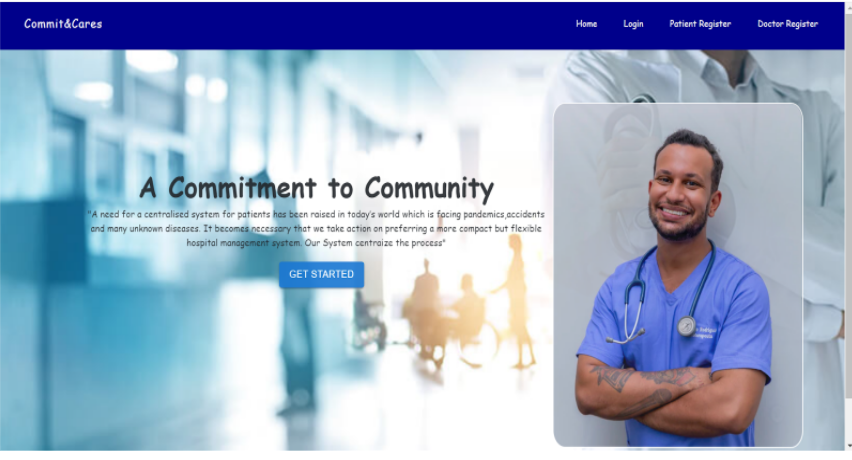 Commit&Cares
Home Login Patient Register Doctor Register
A Commitment to Community
"A need for a centralised system for patients has been raised in today's world which is facing pandemics,accidents
and many unknown diseases. It becomes necessary that we take action on preferring a more compact but flexible
hospital management system. Our System centraize the process"
GET STARTED